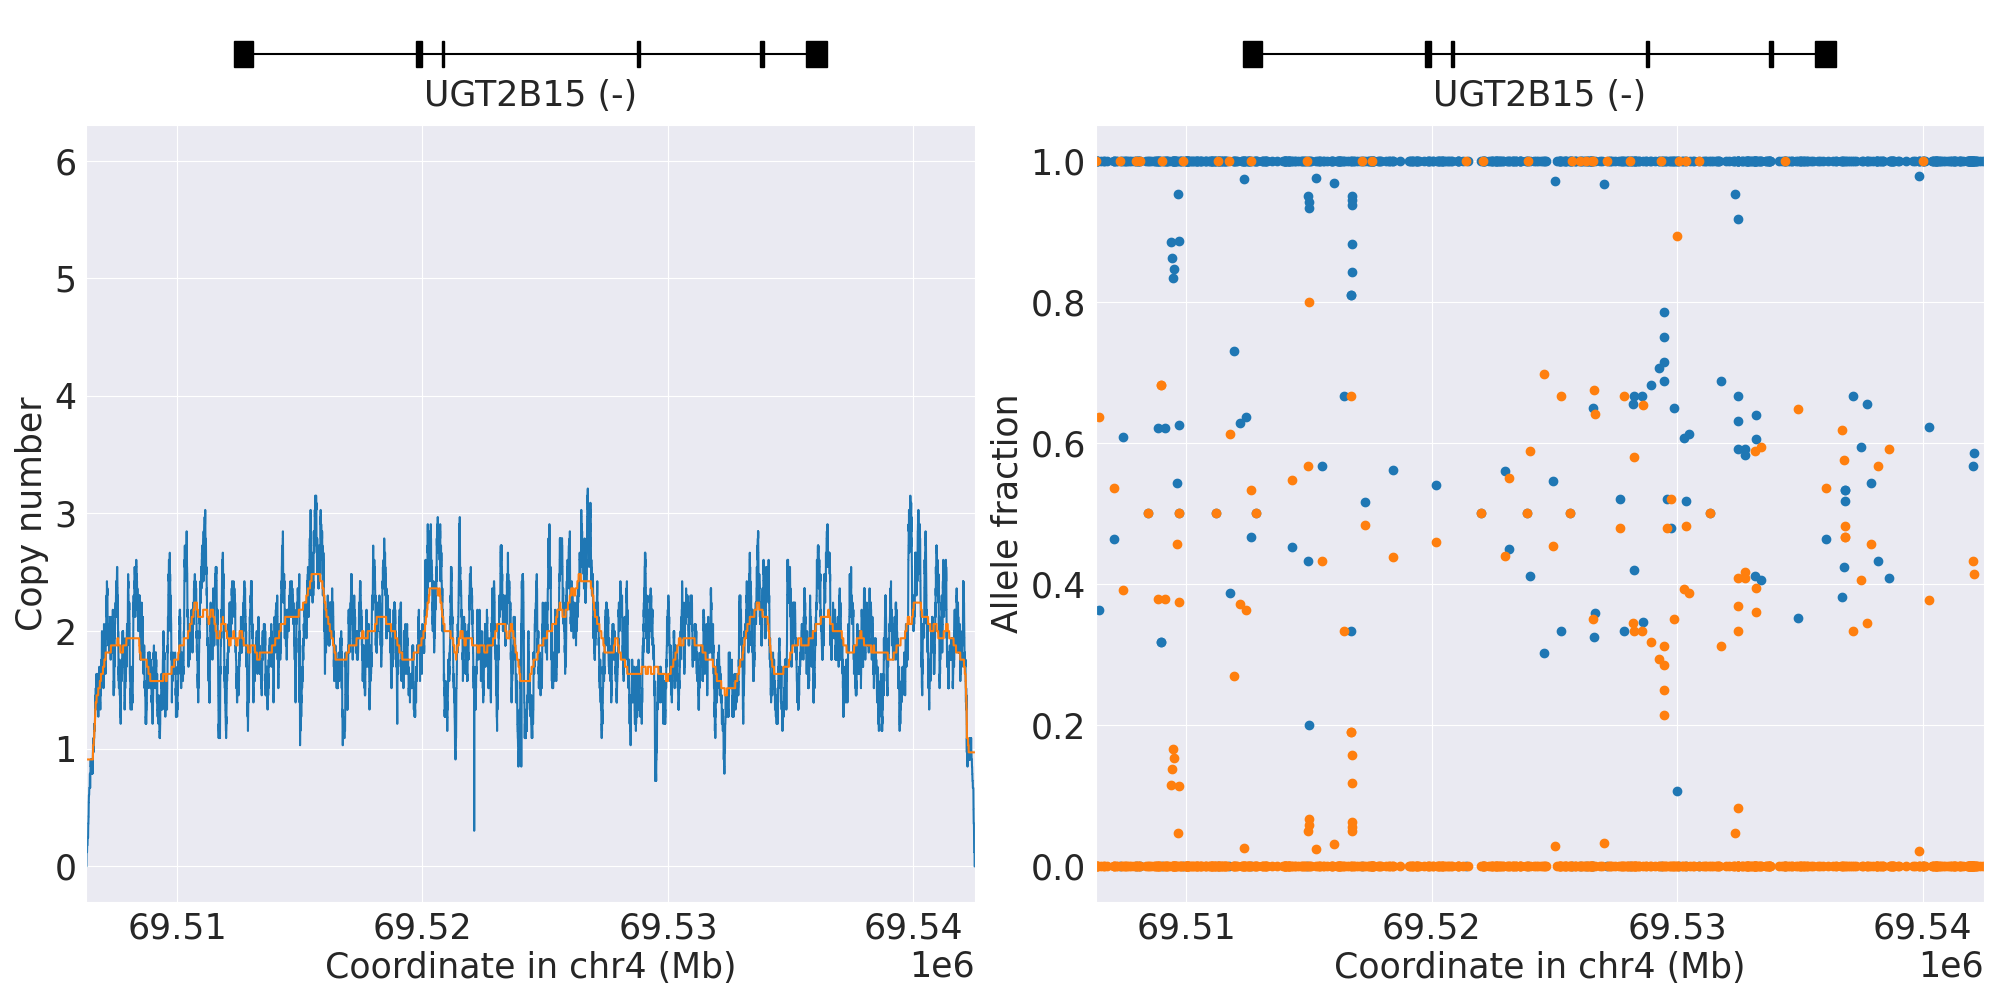 UGT2B15 (-)
Copy number
6
5
4
3
2
1
0
69.51
69.52
69.53
69.54
Coordinate in chr4 (Mb)
1e6
UGT2B15 (-)
Allele fraction
1.0
0.8
0.6
0.4
0.2
0.0
69.51
69.52
69.53
69.54
Coordinate in chr4 (Mb)
1e6